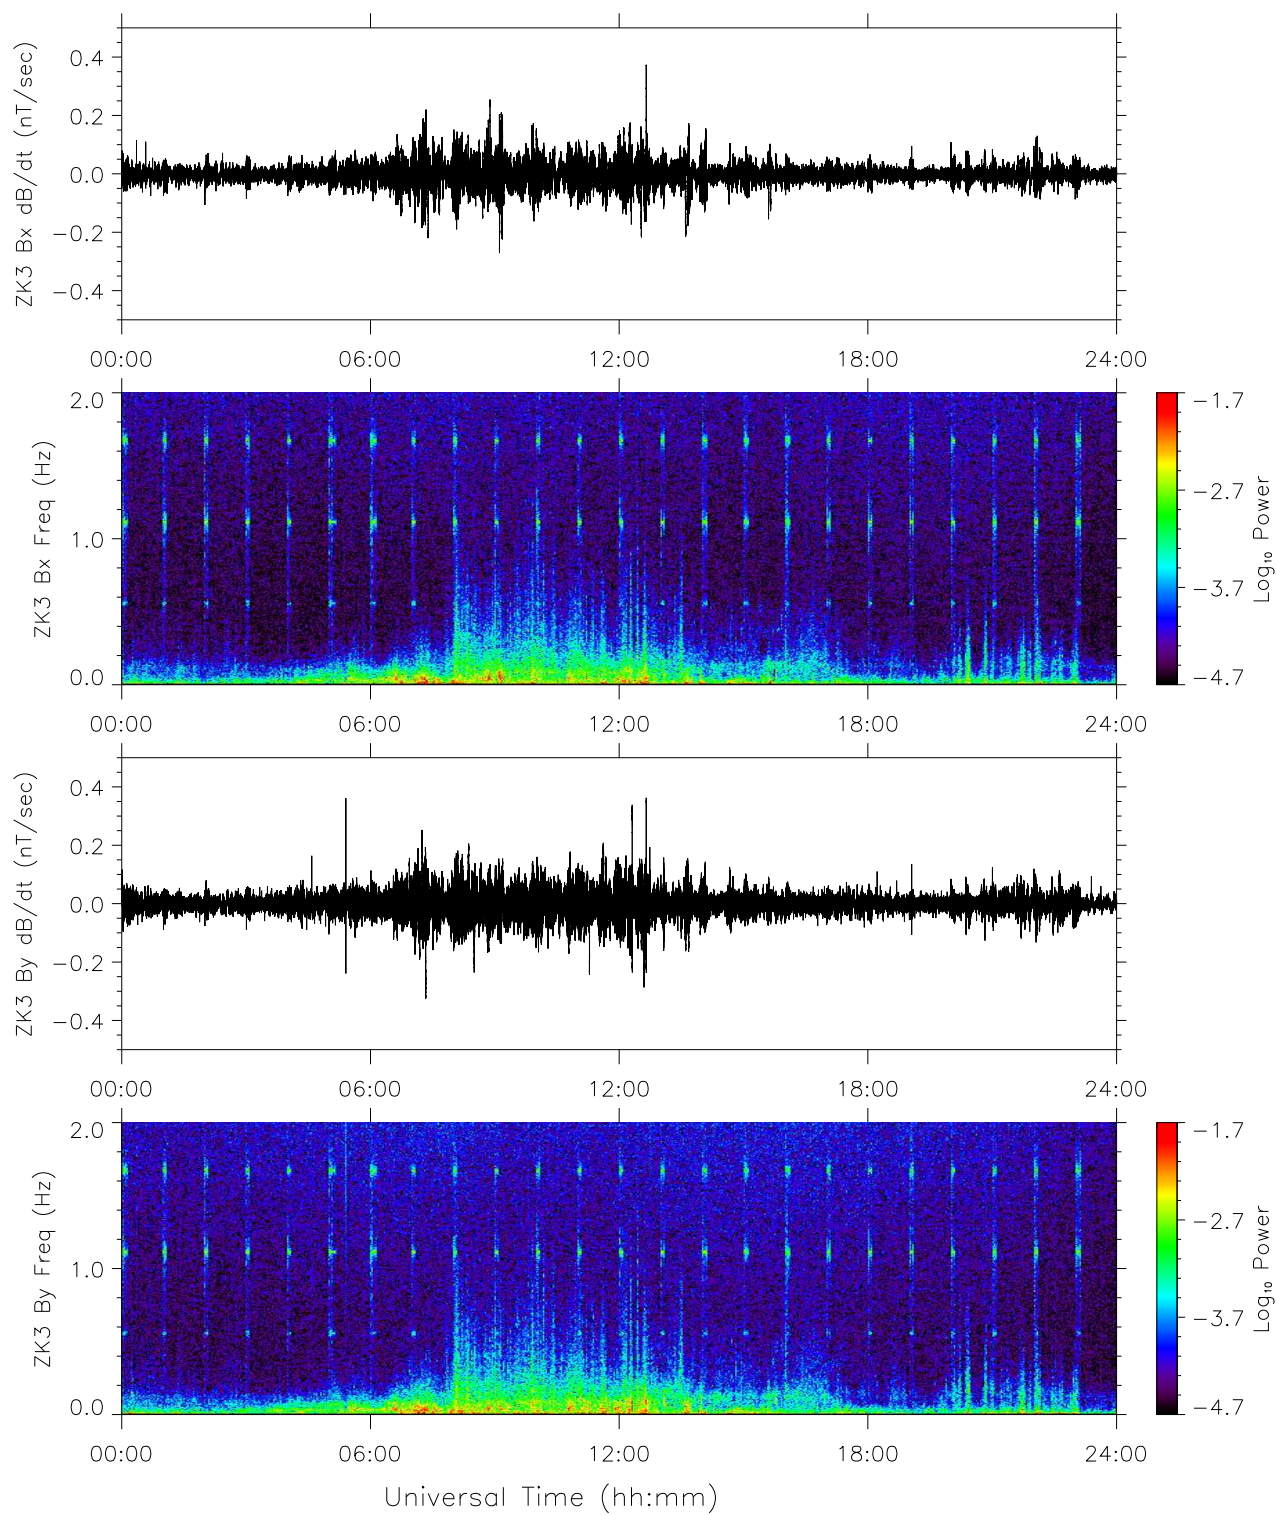 ZK3 Bx dB/dt (nT/sec)
0.4
0.2
0.0
−0.2
−0.4
00:00 06:00 12:00 18:00 24:00
ZK3 Bx Freq (Hz)
2.0
1.0
0.0
−1.7
−2.7
−3.7
−4.7
Log₁₀ Power
00:00 06:00 12:00 18:00 24:00
ZK3 By dB/dt (nT/sec)
0.4
0.2
0.0
−0.2
−0.4
00:00 06:00 12:00 18:00 24:00
ZK3 By Freq (Hz)
2.0
1.0
0.0
−1.7
−2.7
−3.7
−4.7
Log₁₀ Power
00:00 06:00 12:00 18:00 24:00
Universal Time (hh:mm)